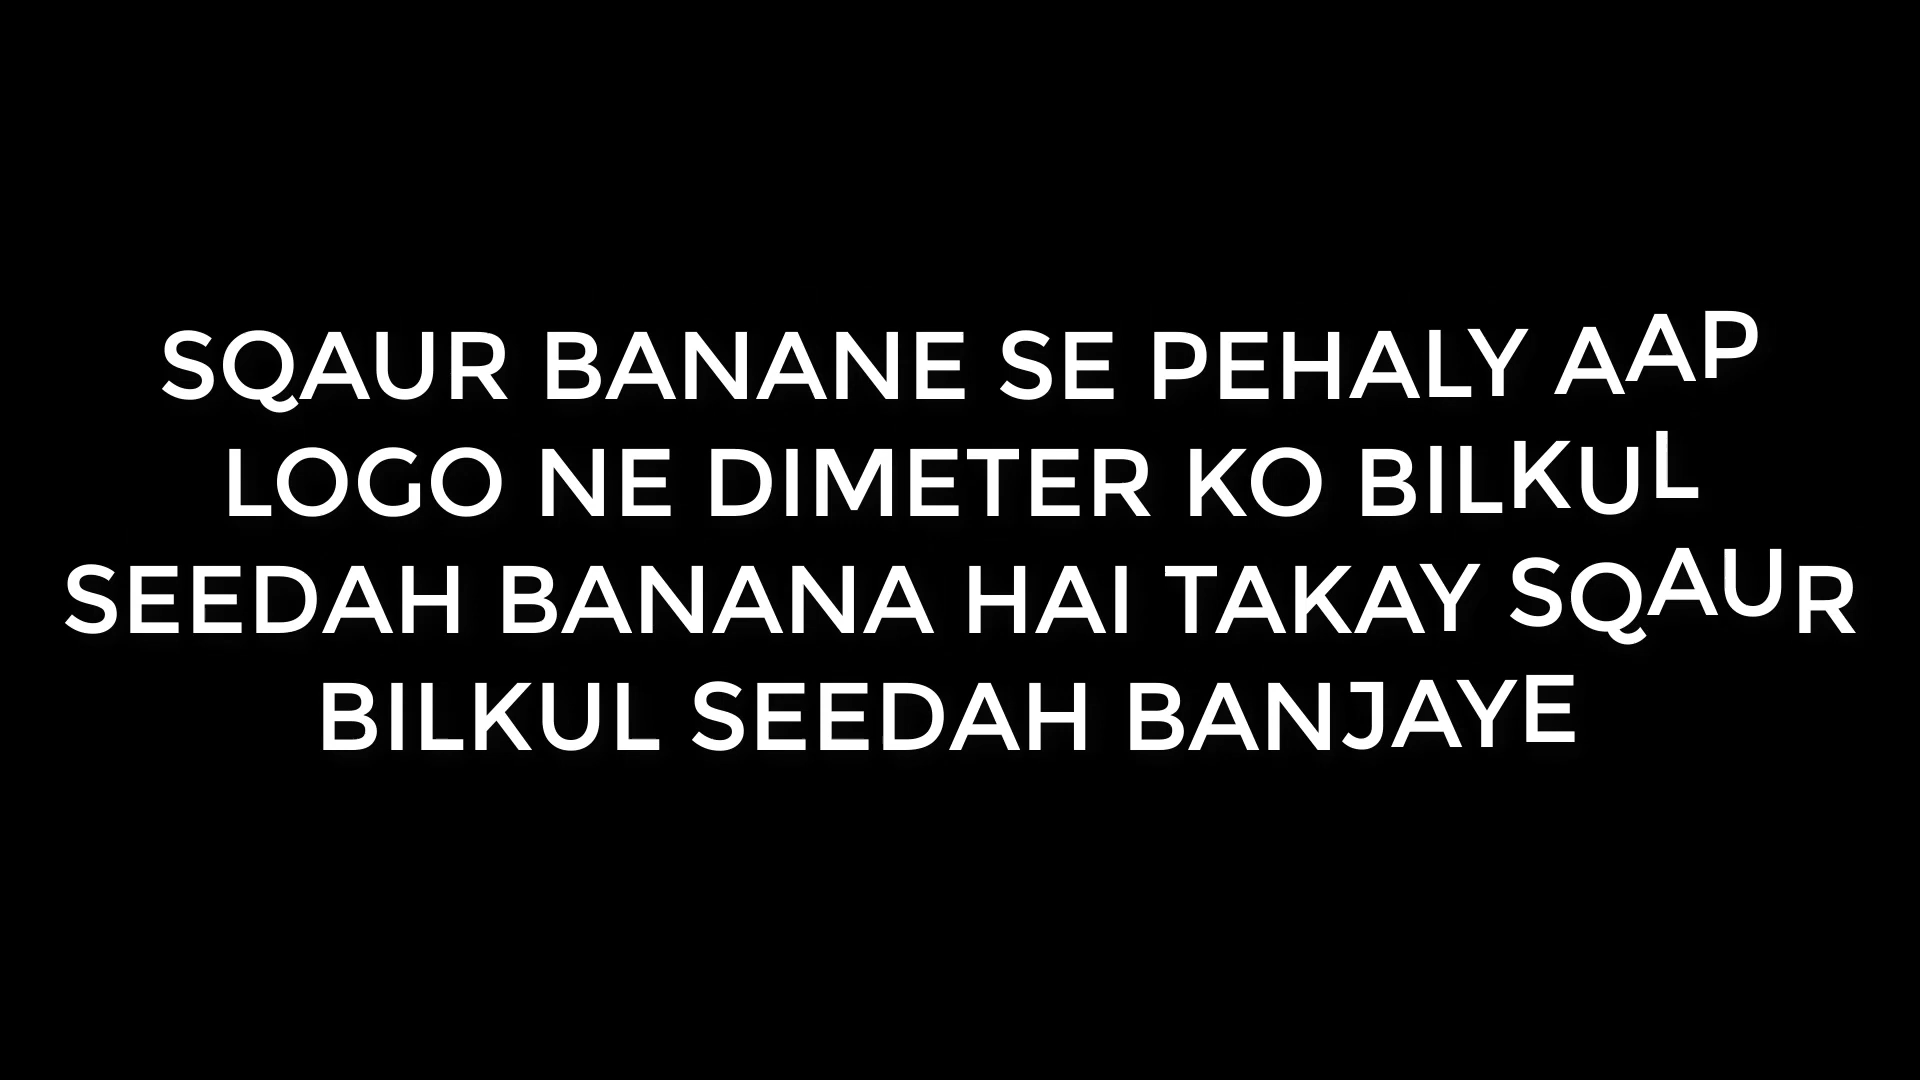 SQAUR BANANE SE PEHALY AAP
LOGO NE DIMETER KO BILKUL
SEEDAH BANANA HAI TAKAY SQAUR
BILKUL SEEDAH BANJAYE